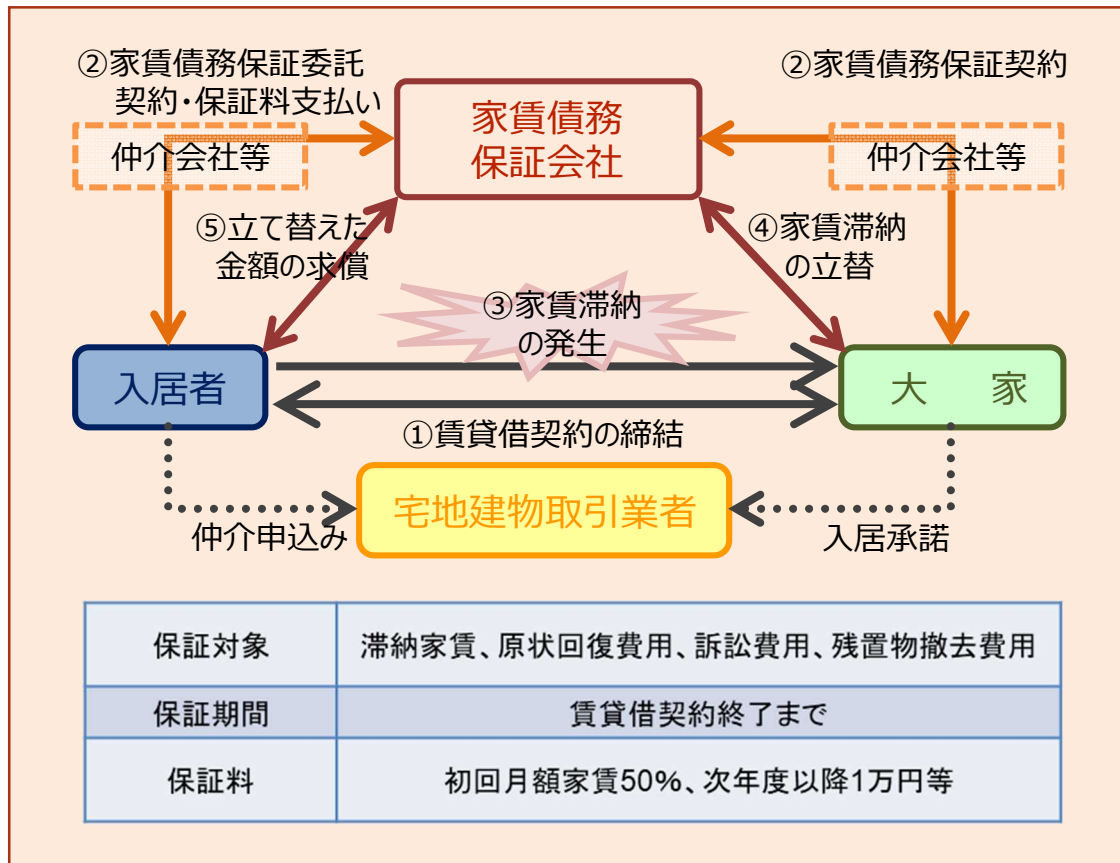 ②家賃債務保証委託
契約・保証料支払い
②家賃債務保証契約
家賃債務
保証会社
仲介会社等
仲介会社等
⑤立て替えた
金額の求償
④家賃滞納
の立替
③家賃滞納
の発生
入居者
大　家
①賃貸借契約の締結
宅地建物取引業者
仲介申込み
入居承諾
保証対象
滞納家賃、原状回復費用、訴訟費用、残置物撤去費用
保証期間
賃貸借契約終了まで
保証料
初回月額家賃50%、次年度以降1万円等